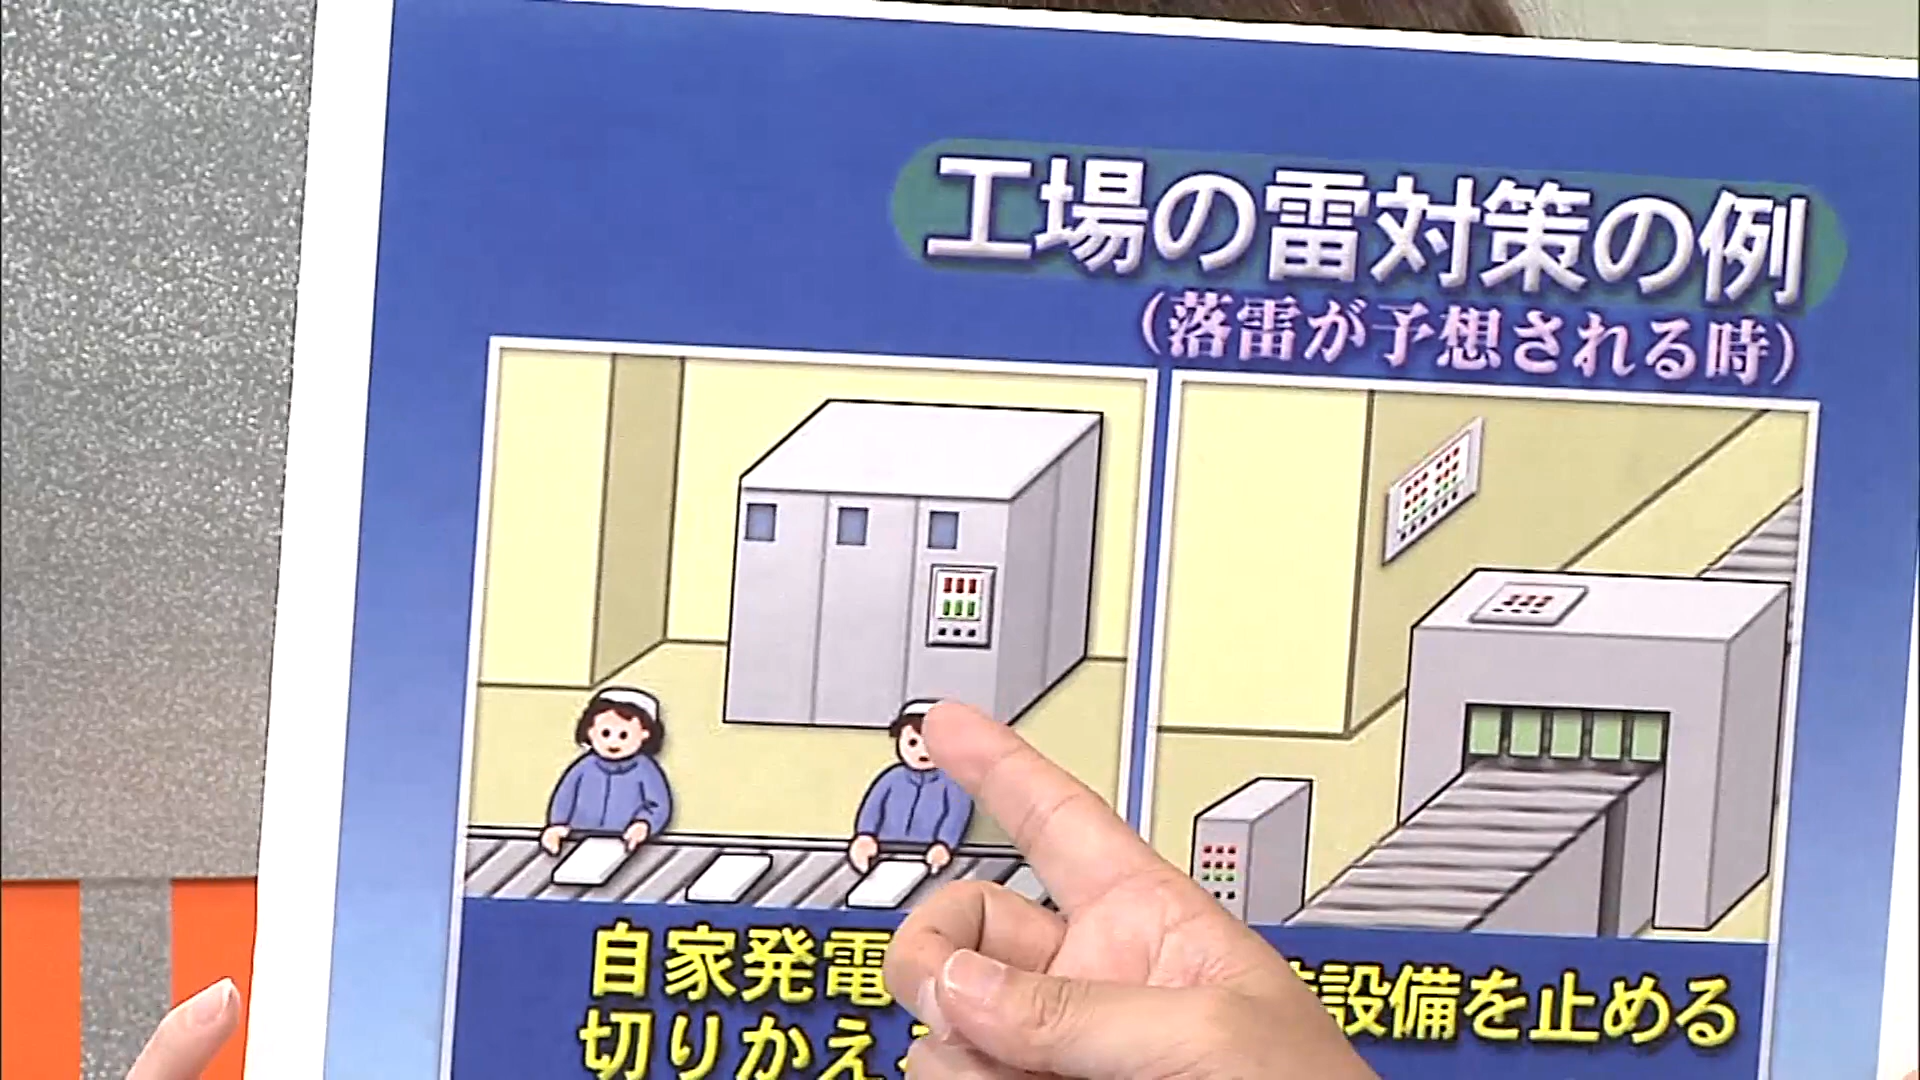 工場の雷対策の例
（落雷が予想される時）
自家発電
切りかえ
設備を止める